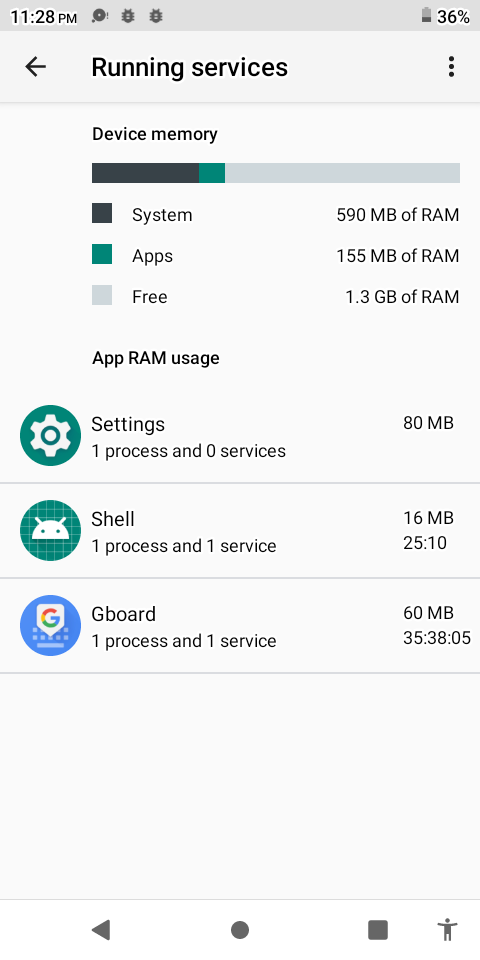 11:28 PM 36%
Running services
Device memory
System 590 MB of RAM
Apps 155 MB of RAM
Free 1.3 GB of RAM
App RAM usage
Settings 80 MB
1 process and 0 services
Shell 16 MB
1 process and 1 service 25:10
Gboard 60 MB
1 process and 1 service 35:38:05